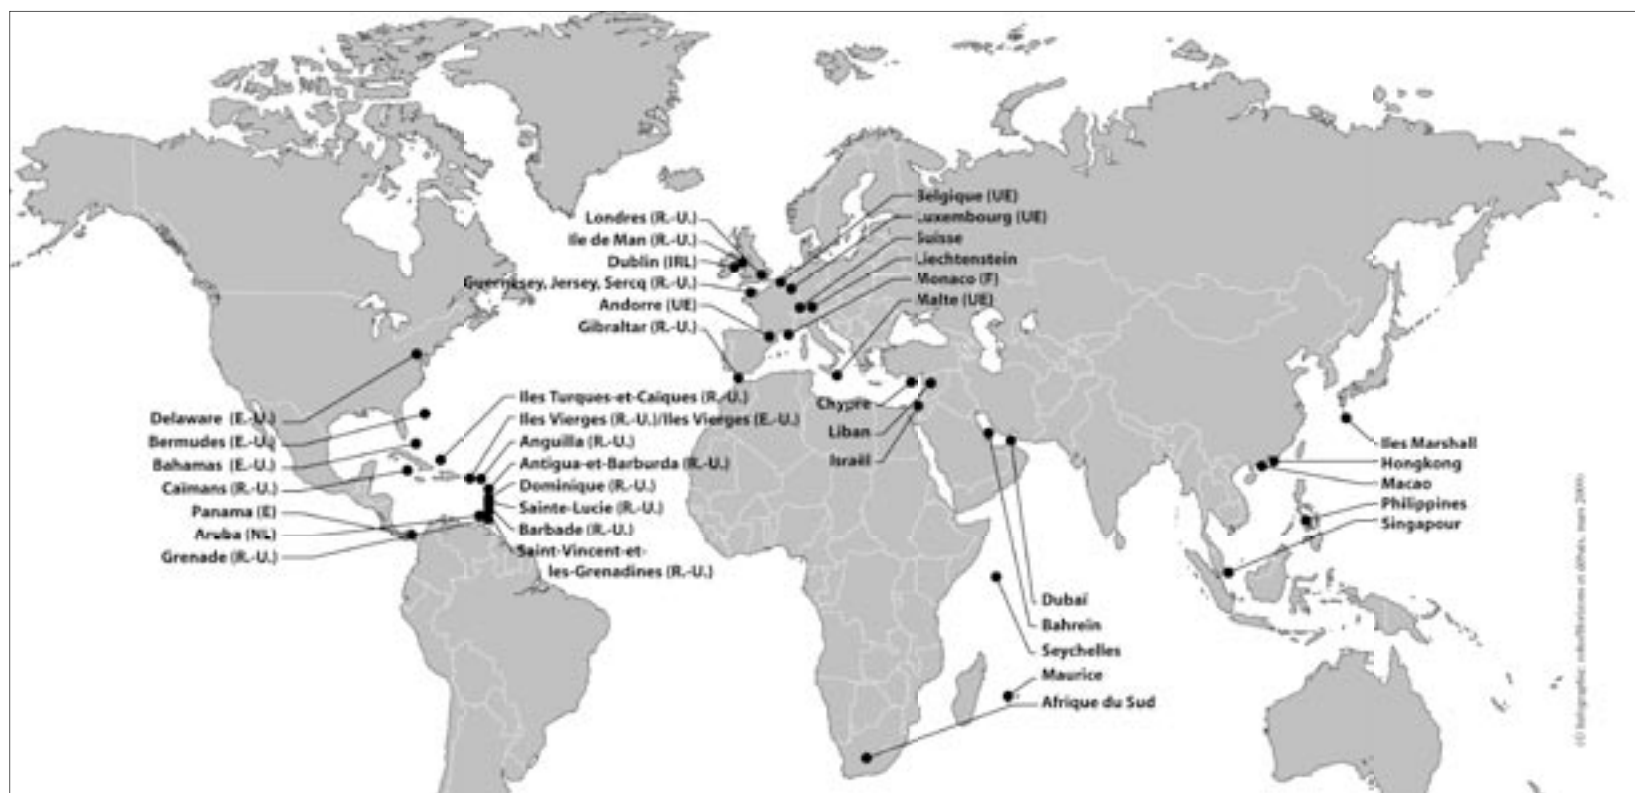 Belgique (UE)
Luxembourg (UE)
Suisse
Liechtenstein
Monaco (F)
Malte (UE)
Londres (R.-U.)
Ile de Man (R.-U.)
Dublin (IRL)
Guernesey, Jersey, Sercq (R.-U.)
Andorre (UE)
Gibraltar (R.-U.)
Delaware (E.-U.)
Bermudes (E.-U.)
Bahamas (E.-U.)
Caïmans (R.-U.)
Panama (E)
Aruba (NL)
Grenade (R.-U.)
Iles Turques-et-Caïques (R.-U.)
Iles Vierges (R.-U.)/Iles Vierges (E.-U.)
Anguilla (R.-U.)
Antigua-et-Barburda (R.-U.)
Dominique (R.-U.)
Sainte-Lucie (R.-U.)
Barbade (R.-U.)
Saint-Vincent-et-
les-Grenadines (R.-U.)
Chypre
Liban
Israël
Dubaï
Bahrein
Seychelles
Maurice
Afrique du Sud
Iles Marshall
Hongkong
Macao
Philippines
Singapour
mars 2009)